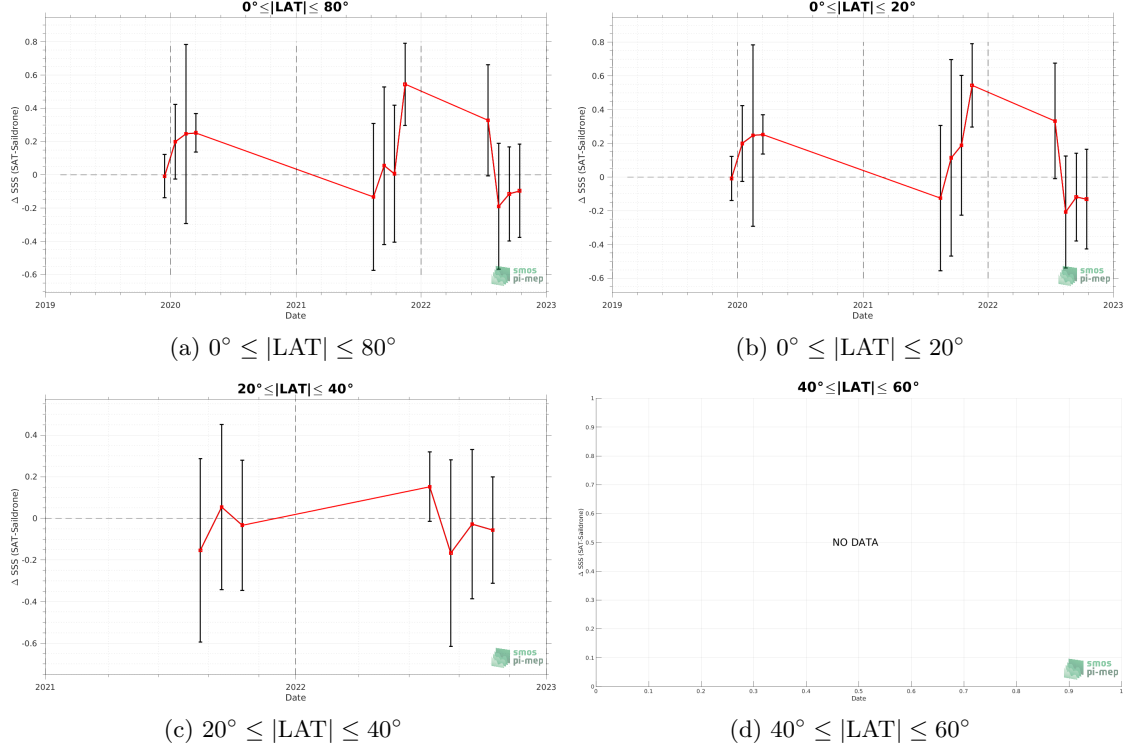 0°≤|LAT|≤ 80°
Δ SSS (SAT-Saildrone)
0.8
0.6
0.4
0.2
0
-0.2
-0.4
-0.6
2019
2020
2021
2022
2023
Date
smos
pi-mep
(a) 0° ≤ |LAT| ≤ 80°
0°≤|LAT|≤ 20°
Δ SSS (SAT-Saildrone)
0.8
0.6
0.4
0.2
0
-0.2
-0.4
-0.6
2019
2020
2021
2022
2023
Date
smos
pi-mep
(b) 0° ≤ |LAT| ≤ 20°
20°≤|LAT|≤ 40°
Δ SSS (SAT-Saildrone)
0.4
0.2
0
-0.2
-0.4
-0.6
2021
2022
2023
Date
smos
pi-mep
(c) 20° ≤ |LAT| ≤ 40°
40°≤|LAT|≤ 60°
Δ SSS (SAT-Saildrone)
1
0.9
0.8
0.7
0.6
0.5
0.4
0.3
0.2
0.1
0
NO DATA
0
0.1
0.2
0.3
0.4
0.5
0.6
0.7
0.8
0.9
1
Date
smos
pi-mep
(d) 40° ≤ |LAT| ≤ 60°